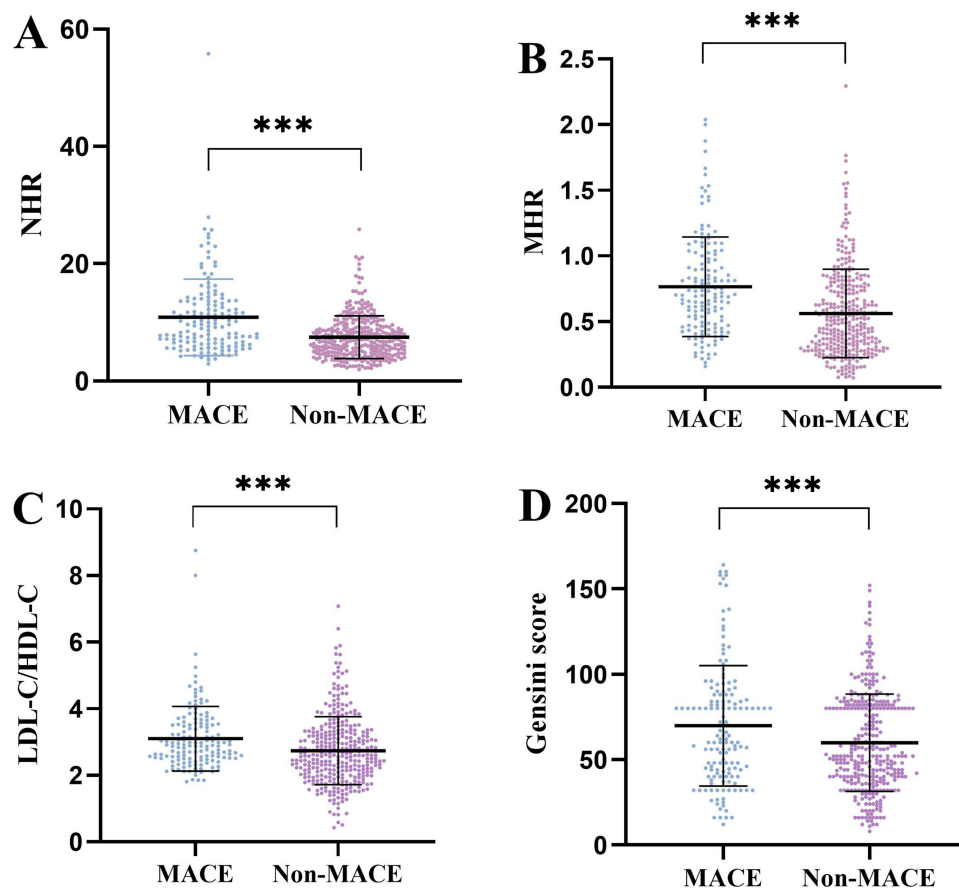 A
NHR
60
40
20
0
***
MACE Non-MACE
B
MHR
2.5
2.0
1.5
1.0
0.5
0.0
***
MACE Non-MACE
C
LDL-C/HDL-C
10
8
6
4
2
0
***
MACE Non-MACE
D
Gensini score
200
150
100
50
0
***
MACE Non-MACE